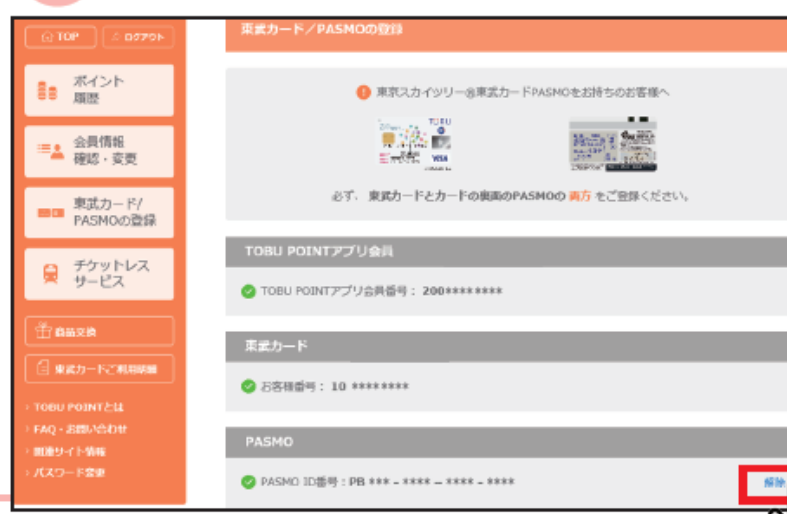 TOP
ログアウト
ポイント
履歴
会員情報
確認・変更
東武カード/
PASMOの登録
チケットレス
サービス
商品交換
東武カードご利用明細
TOBU POINTとは
FAQ・お問い合わせ
関連サイト情報
パスワード変更
東武カード/PASMOの登録
東京スカイツリー®東武カードPASMOをお持ちのお客様へ
TOBU
VISA
必ず、東武カードとカードの裏面のPASMOの 両方 をご登録ください。
TOBU POINTアプリ会員
TOBU POINTアプリ会員番号： 200********
東武カード
お客様番号： 10 ********
PASMO
PASMO ID番号：PB *** - **** – **** - ****
解除